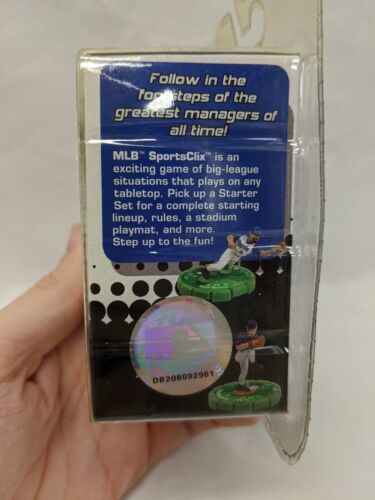 Follow in the
footsteps of the
greatest managers of
all time!
MLB™ SportsClix™ is an
exciting game of big-league
situations that plays on any
tabletop. Pick up a Starter
Set for a complete starting
lineup, rules, a stadium
playmat, and more.
Step up to the fun!
DB208992981